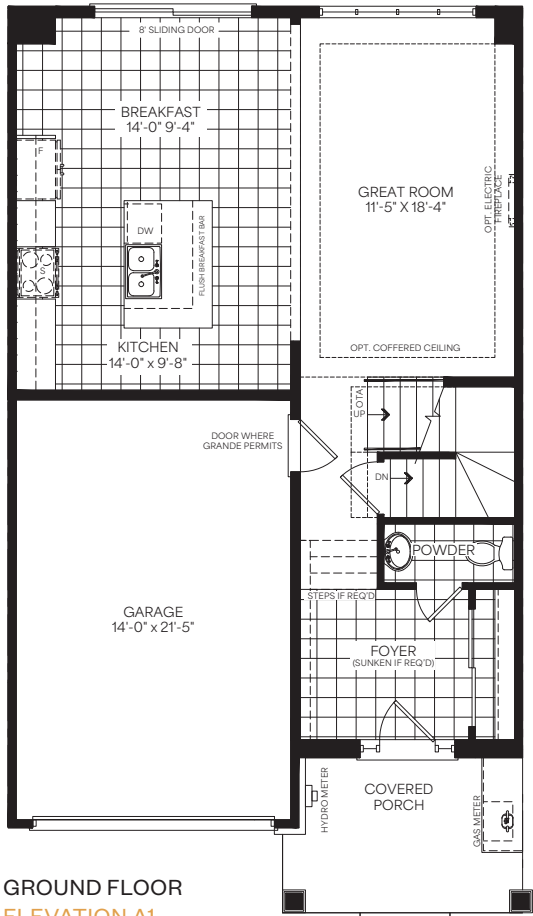 8' SLIDING DOOR
BREAKFAST
14'-0" 9'-4"
F
GREAT ROOM
11'-5" X 18'-4"
OPT. ELECTRIC
FIREPLACE
DW
FLUSH BREAKFAST BAR
S
KITCHEN
14'-0" x 9'-8"
OPT. COFFERED CEILING
OTA
UP
DOOR WHERE
GRANDE PERMITS
DN
POWDER
STEPS IF REQ'D
GARAGE
14'-0" x 21'-5"
FOYER
(SUNKEN IF REQ'D)
HYDRO METER
COVERED
PORCH
GAS METER
GROUND FLOOR
ELEVATION A1